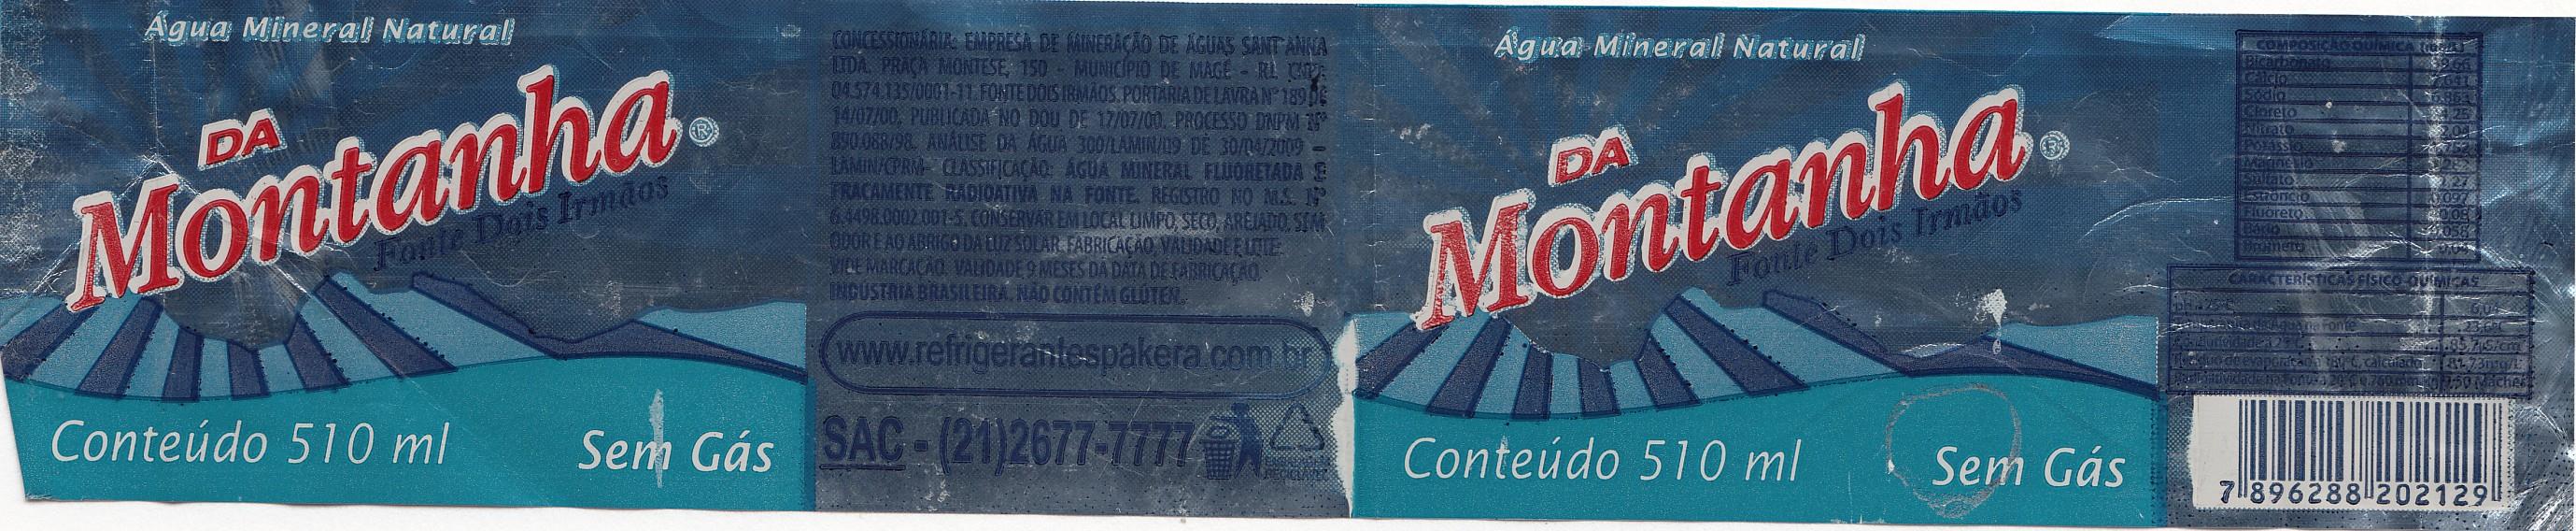 Água Mineral Natural
DA
Montanha®
Fonte Dois Irmãos
Conteúdo 510 ml
Sem Gás
CONCESSIONÁRIA: EMPRESA DE MINERAÇÃO DE ÁGUAS SANT'ANNA
LTDA. PRAÇA MONTESE, 150 - MUNICÍPIO DE MAGÉ - RJ. CNPJ:
04.574.135/0001-11. FONTE DOIS IRMÃOS. PORTARIA DE LAVRA Nº 189 DE
14/07/00, PUBLICADA NO DOU DE 17/07/00. PROCESSO DNPM Nº
890.088/98. ANÁLISE DA ÁGUA 300/LAMIN/09 DE 30/04/2009 -
LAMIN/CPRM- CLASSIFICAÇÃO: ÁGUA MINERAL FLUORETADA E
FRACAMENTE RADIOATIVA NA FONTE. REGISTRO NO M.S. Nº
6.4498.0002.001-5. CONSERVAR EM LOCAL LIMPO, SECO, AREJADO, SEM
ODOR E AO ABRIGO DA LUZ SOLAR. FABRICAÇÃO, VALIDADE E LOTE:
VIDE MARCAÇÃO. VALIDADE 9 MESES DA DATA DE FABRICAÇÃO.
INDÚSTRIA BRASILEIRA. NÃO CONTÉM GLÚTEN.
www.refrigerantespakera.com.br
SAC - (21)2677-7777
Água Mineral Natural
DA
Montanha®
Fonte Dois Irmãos
Conteúdo 510 ml
Sem Gás
COMPOSIÇÃO QUÍMICA
Bicarbonato
Cálcio
Sódio
Cloreto
Nitrato
Potássio
Magnésio
Sulfato
Estrôncio
Fluoreto
Bário
Brometo
CARACTERÍSTICAS FÍSICO-QUÍMICAS
7 896288 202129